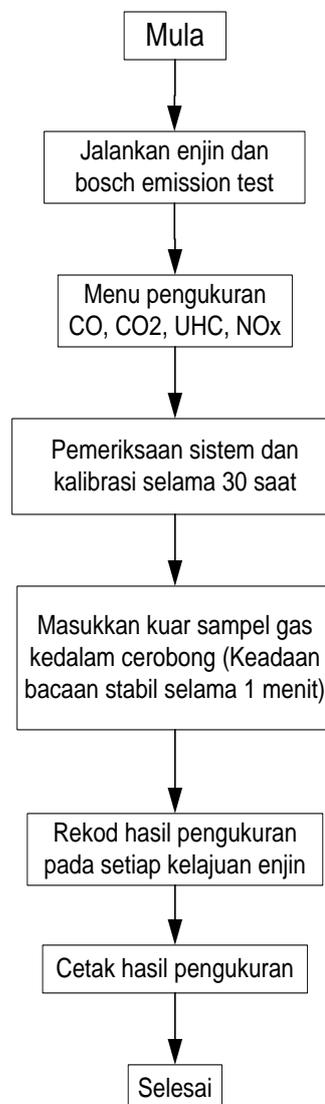 Mula
Jalankan enjin dan
bosch emission test
Menu pengukuran
CO, CO2, UHC, NOx
Pemeriksaan sistem dan
kalibrasi selama 30 saat
Masukkan kuar sampel gas
kedalam cerobong (Keadaan
bacaan stabil selama 1 menit)
Rekod hasil pengukuran
pada setiap kelajuan enjin
Cetak hasil pengukuran
Selesai